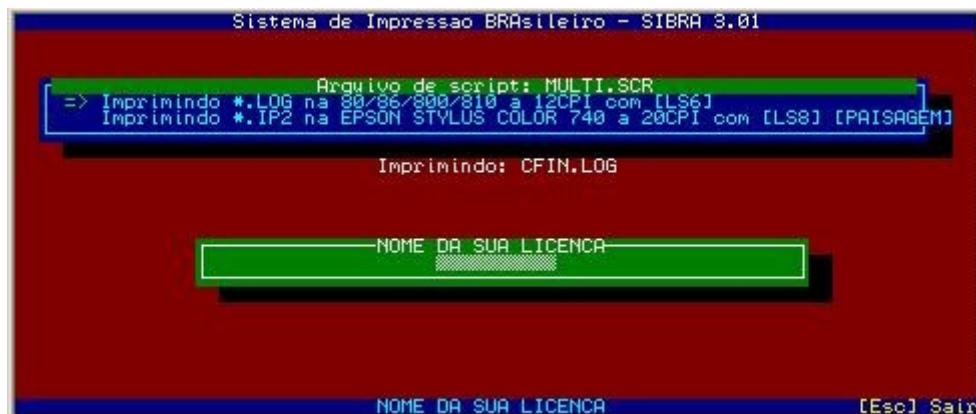 Sistema de Impressao BRAsileiro - SIBRA 3.01
Arquivo de script: MULTI.SCR
=> Imprimindo *.LOG na 80/86/800/810 a 12CPI com [LS6]
Imprimindo *.IP2 na EPSON STYLUS COLOR 740 a 20CPI com [LS8] [PAISAGEM]
Imprimindo: CFIN.LOG
NOME DA SUA LICENCA
NOME DA SUA LICENCA [Esc] Sair